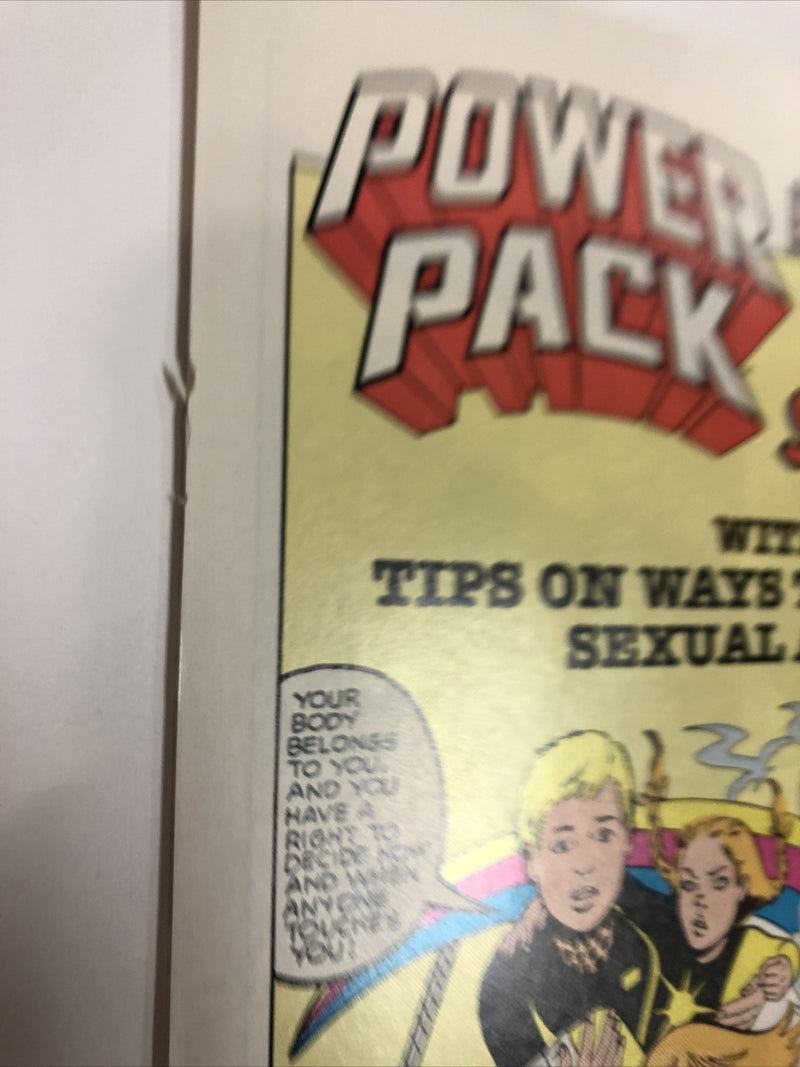 POWER
PACK
TIPS ON WAYS
SEXUAL
YOUR
BODY
BELONGS
TO YOU,
AND YOU
HAVE A
RIGHT TO
DECIDE HOW
AND WHEN
ANYONE
TOUCHES
YOU!